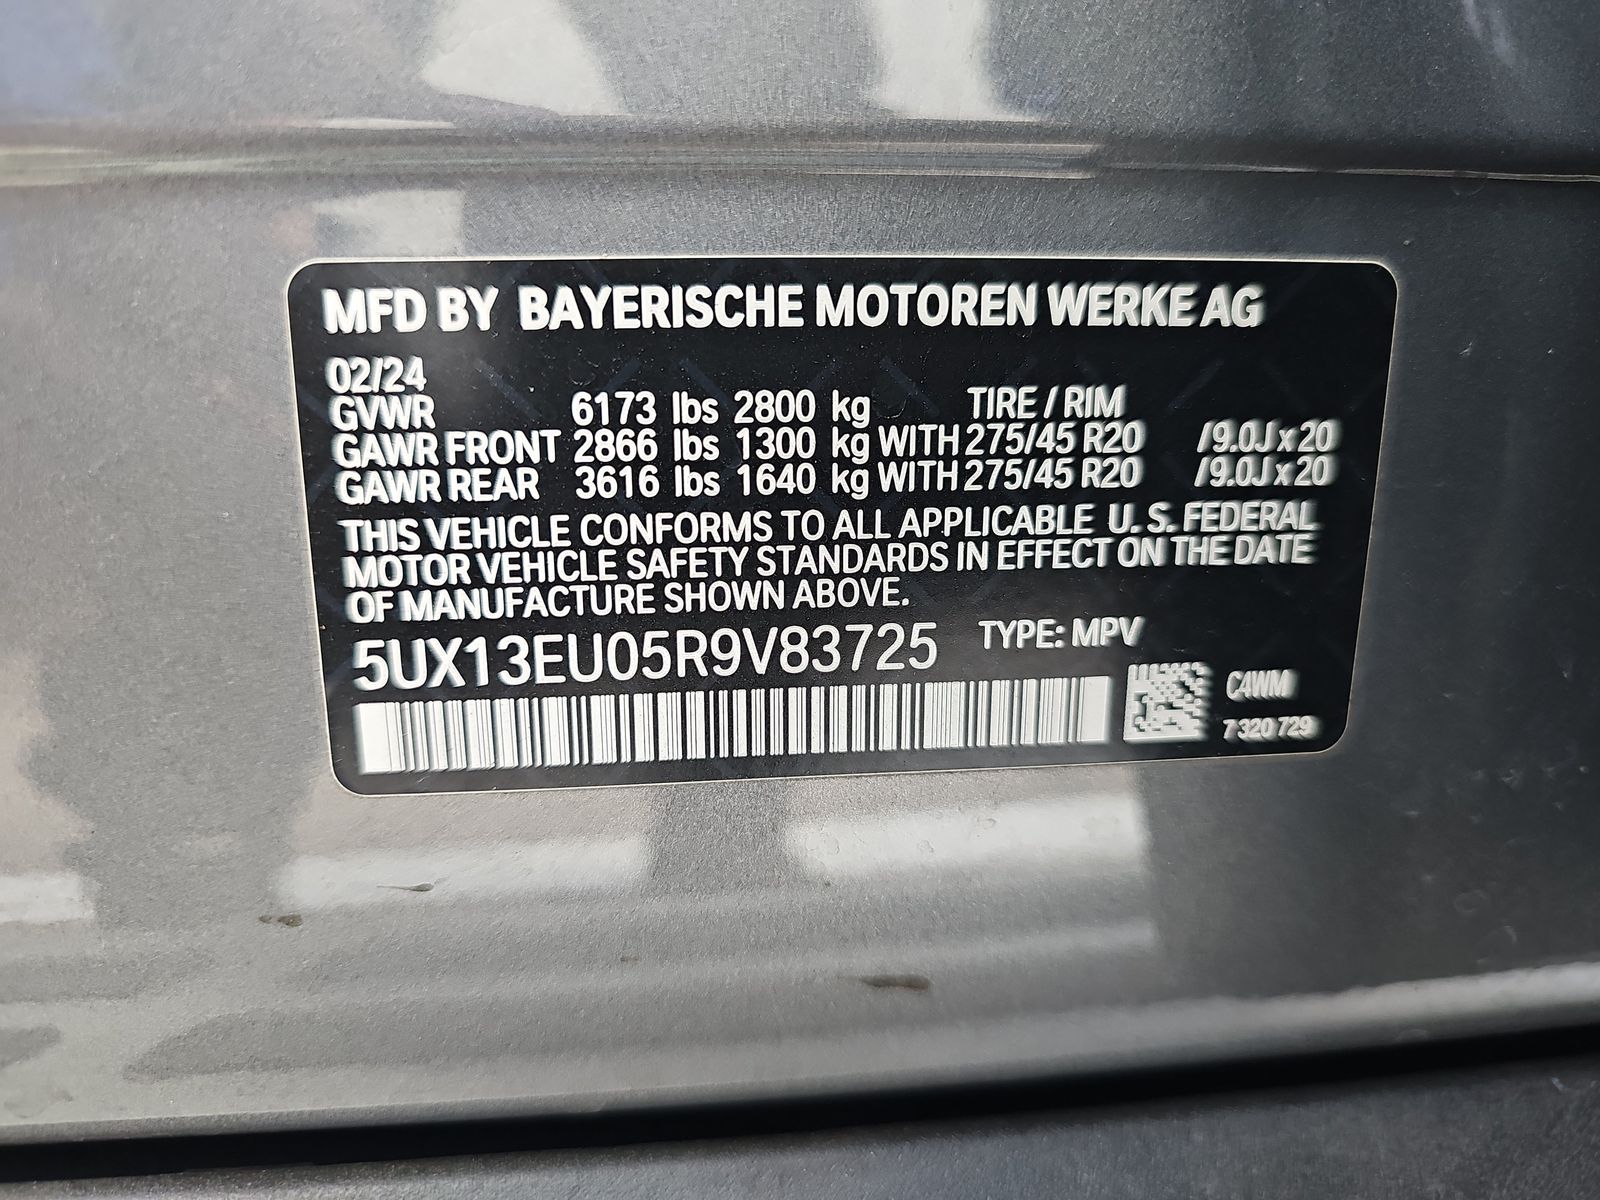 MFD BY BAYERISCHE MOTOREN WERKE AG
02/24
GVWR 6173 lbs 2800 kg TIRE / RIM
GAWR FRONT 2866 lbs 1300 kg WITH 275/45 R20 /9.0J x 20
GAWR REAR 3616 lbs 1640 kg WITH 275/45 R20 /9.0J x 20
THIS VEHICLE CONFORMS TO ALL APPLICABLE U. S. FEDERAL
MOTOR VEHICLE SAFETY STANDARDS IN EFFECT ON THE DATE
OF MANUFACTURE SHOWN ABOVE.
5UX13EU05R9V83725 TYPE: MPV
C4WM
7 320 729